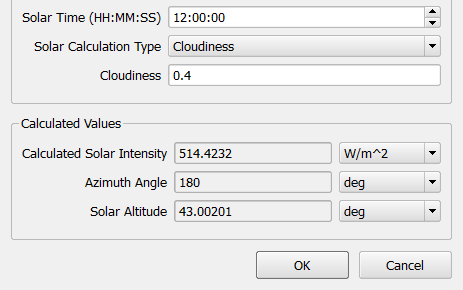 Solar Time (HH:MM:SS) 12:00:00
Solar Calculation Type Cloudiness
Cloudiness 0.4
Calculated Values
Calculated Solar Intensity 514.4232 W/m^2
Azimuth Angle 180 deg
Solar Altitude 43.00201 deg
OK Cancel